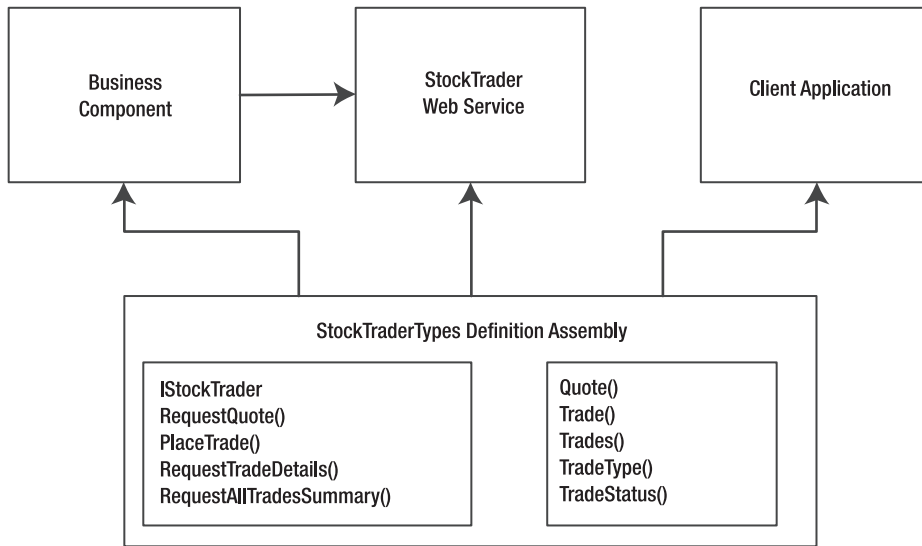 Business
Component
StockTrader
Web Service
Client Application
StockTraderTypes Definition Assembly
IStockTrader
RequestQuote()
PlaceTrade()
RequestTradeDetails()
RequestAllTradesSummary()
Quote()
Trade()
Trades()
TradeType()
TradeStatus()